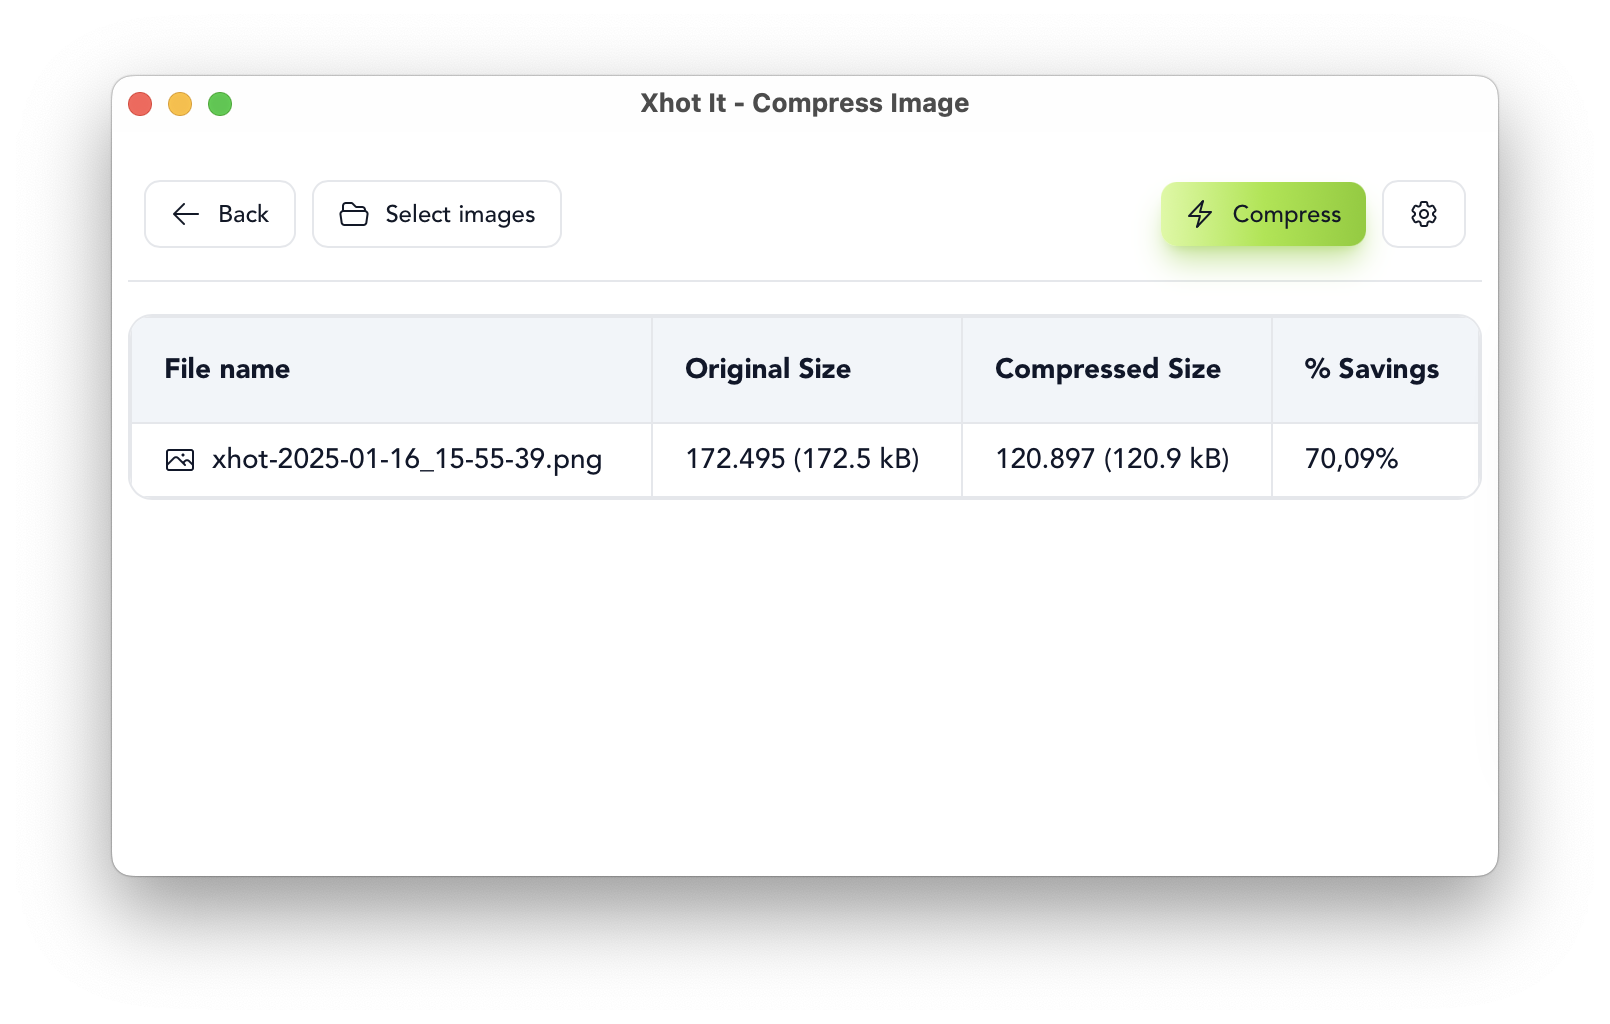 Xhot It - Compress Image
Back
Select images
Compress
File name
Original Size
Compressed Size
% Savings
xhot-2025-01-16_15-55-39.png
172.495 (172.5 kB)
120.897 (120.9 kB)
70,09%